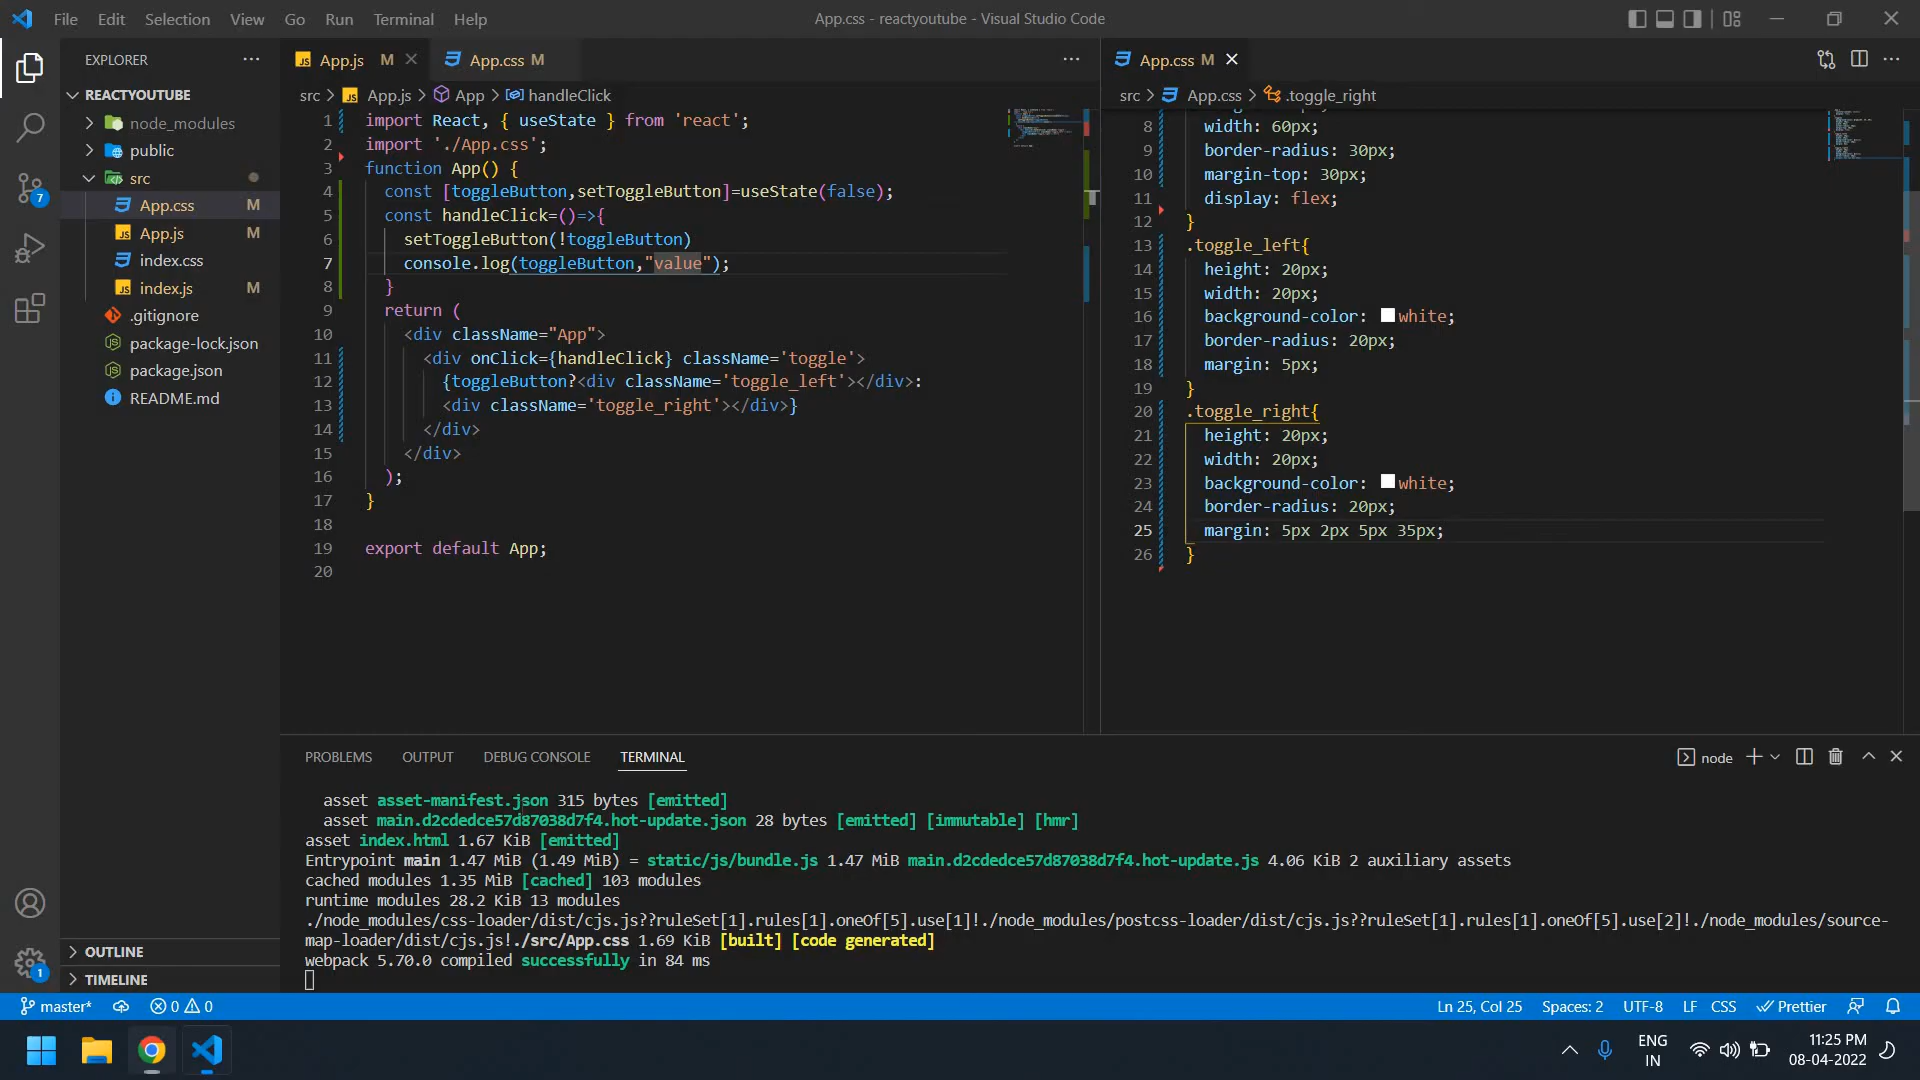 File Edit Selection View Go Run Terminal Help
App.css - reactyoutube - Visual Studio Code
EXPLORER
REACTYOUTUBE
node_modules
public
src
App.css M
App.js M
index.css
index.js M
.gitignore
package-lock.json
package.json
README.md
OUTLINE
TIMELINE
7
1
App.js M
App.css M
src > App.js > App > handleClick
1 import React, { useState } from 'react';
2 import './App.css';
3 function App() {
4 const [toggleButton,setToggleButton]=useState(false);
5 const handleClick=()=>{
6 setToggleButton(!toggleButton)
7 console.log(toggleButton,"value");
8 }
9 return (
10 <div className="App">
11 <div onClick={handleClick} className='toggle'>
12 {toggleButton?<div className='toggle_left'></div>:
13 <div className='toggle_right'></div>}
14 </div>
15 </div>
16 );
17 }
18
19 export default App;
20
App.css M
src > App.css > .toggle_right
8 width: 60px;
9 border-radius: 30px;
10 margin-top: 30px;
11 display: flex;
12 }
13 .toggle_left{
14 height: 20px;
15 width: 20px;
16 background-color: white;
17 border-radius: 20px;
18 margin: 5px;
19 }
20 .toggle_right{
21 height: 20px;
22 width: 20px;
23 background-color: white;
24 border-radius: 20px;
25 margin: 5px 2px 5px 35px;
26 }
PROBLEMS OUTPUT DEBUG CONSOLE TERMINAL
node
asset asset-manifest.json 315 bytes [emitted]
asset main.d2cdedce57d87038d7f4.hot-update.json 28 bytes [emitted] [immutable] [hmr]
asset index.html 1.67 KiB [emitted]
Entrypoint main 1.47 MiB (1.49 MiB) = static/js/bundle.js 1.47 MiB main.d2cdedce57d87038d7f4.hot-update.js 4.06 KiB 2 auxiliary assets
cached modules 1.35 MiB [cached] 103 modules
runtime modules 28.2 KiB 13 modules
./node_modules/css-loader/dist/cjs.js??ruleSet[1].rules[1].oneOf[5].use[1]!./node_modules/postcss-loader/dist/cjs.js??ruleSet[1].rules[1].oneOf[5].use[2]!./node_modules/source-
map-loader/dist/cjs.js!./src/App.css 1.69 KiB [built] [code generated]
webpack 5.70.0 compiled successfully in 84 ms
master* 0 0
Ln 25, Col 25 Spaces: 2 UTF-8 LF CSS Prettier
ENG
IN
11:25 PM
08-04-2022